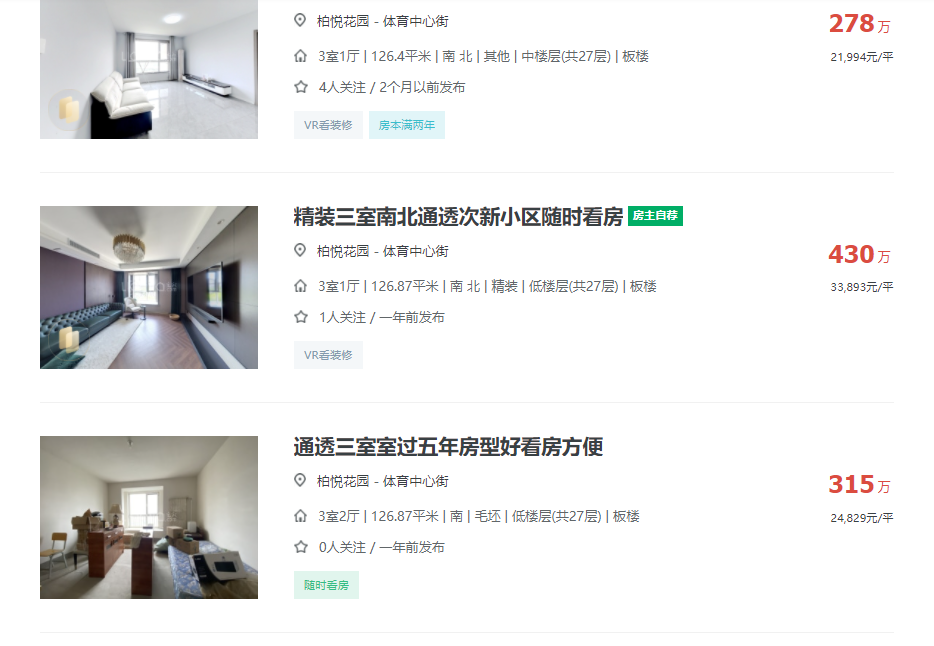 柏悦花园 - 体育中心街
278万
3室1厅 | 126.4平米 | 南 北 | 其他 | 中楼层(共27层) | 板楼
21,994元/平
4人关注 / 2个月以前发布
VR看装修 房本满两年
精装三室南北通透次新小区随时看房 房主自荐
柏悦花园 - 体育中心街
430万
3室1厅 | 126.87平米 | 南 北 | 精装 | 低楼层(共27层) | 板楼
33,893元/平
1人关注 / 一年前发布
VR看装修
通透三室室过五年房型好看房方便
柏悦花园 - 体育中心街
315万
3室2厅 | 126.87平米 | 南 | 毛坯 | 低楼层(共27层) | 板楼
24,829元/平
0人关注 / 一年前发布
随时看房